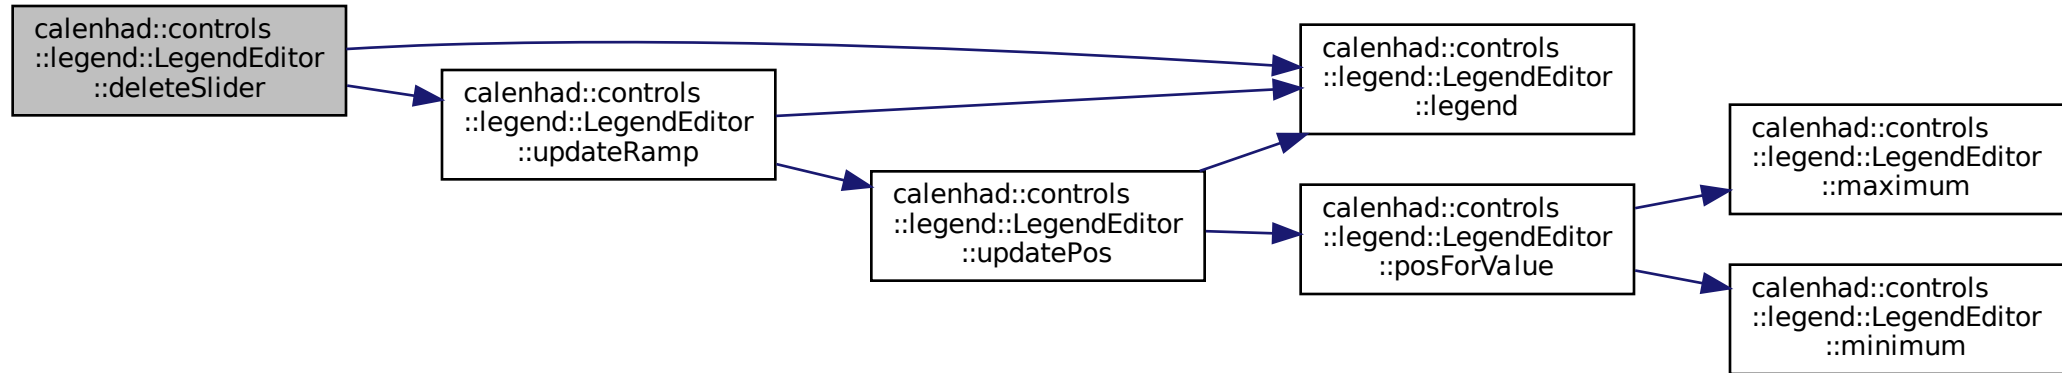 calenhad::controls
::legend::LegendEditor
::deleteSlider
calenhad::controls
::legend::LegendEditor
::updateRamp
calenhad::controls
::legend::LegendEditor
::legend
calenhad::controls
::legend::LegendEditor
::updatePos
calenhad::controls
::legend::LegendEditor
::posForValue
calenhad::controls
::legend::LegendEditor
::maximum
calenhad::controls
::legend::LegendEditor
::minimum